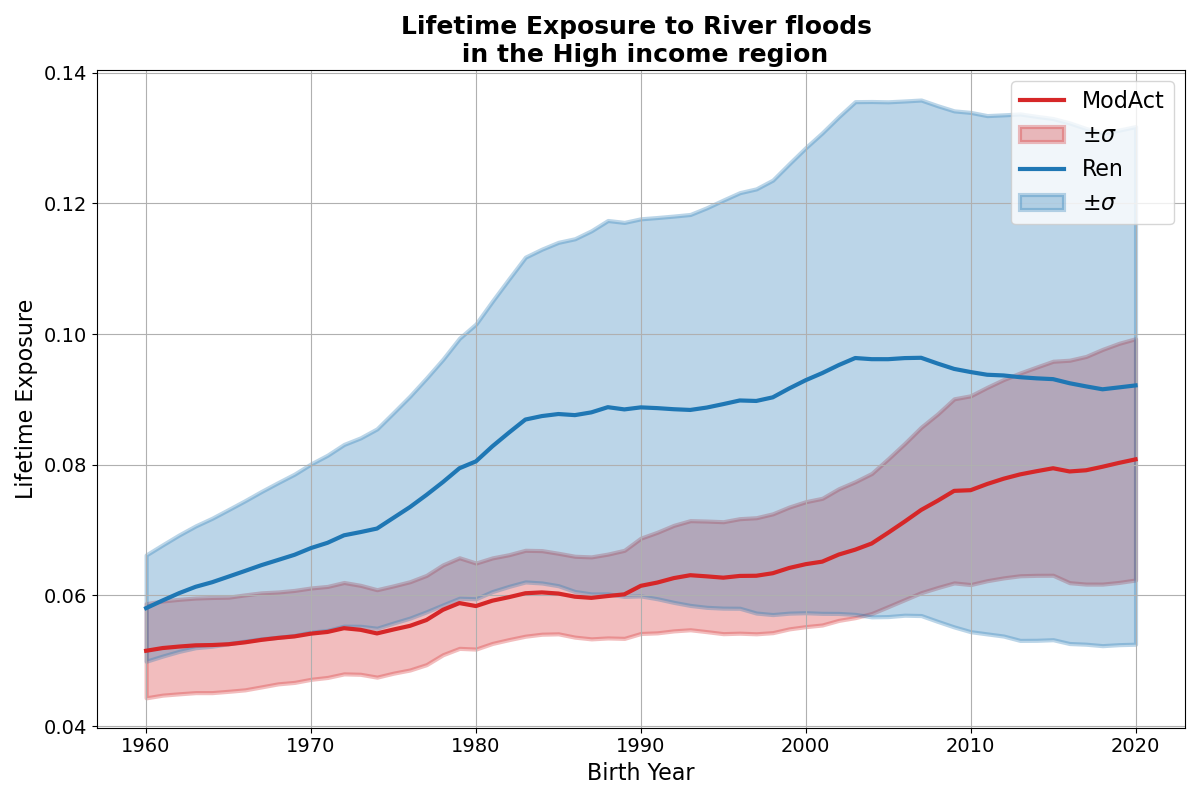 Lifetime Exposure to River floods
in the High income region
0.14
0.12
0.10
0.08
0.06
0.04
Lifetime Exposure
ModAct
±σ
Ren
±σ
1960 1970 1980 1990 2000 2010 2020
Birth Year